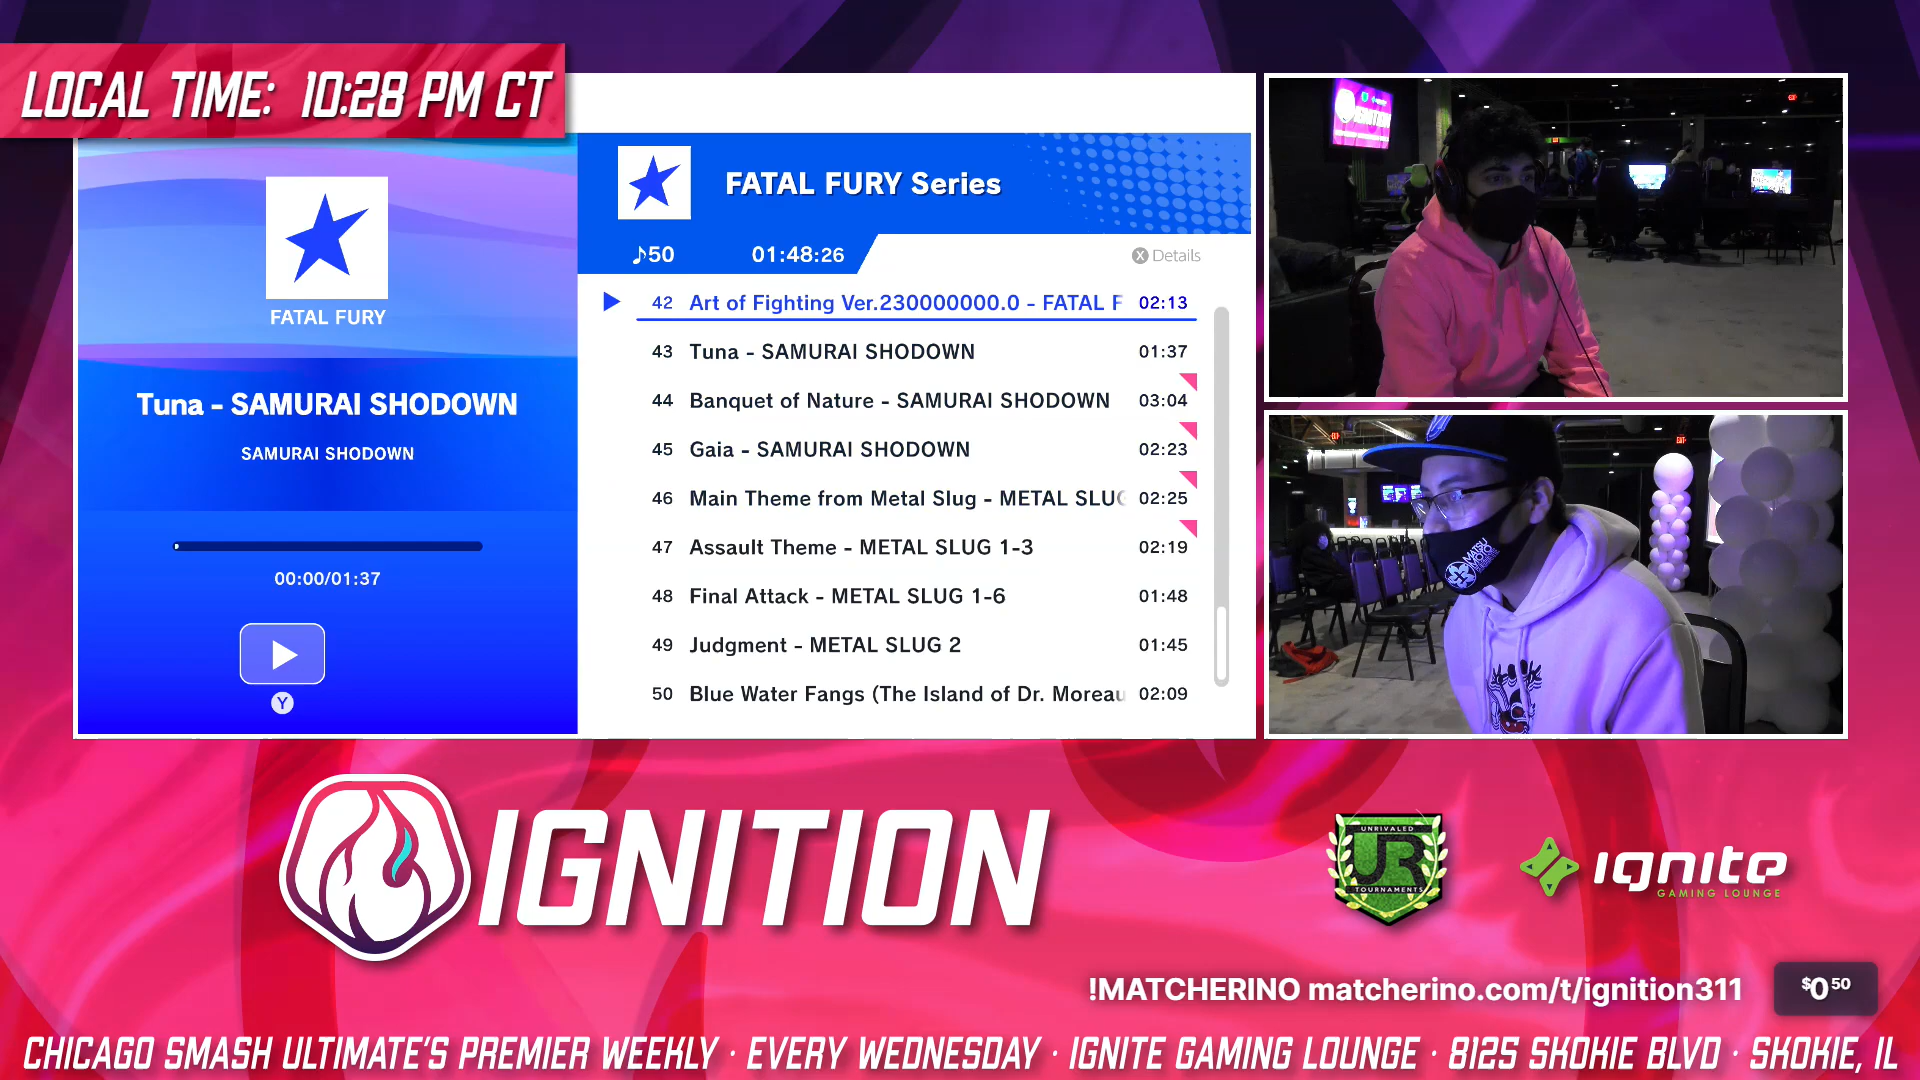 LOCAL TIME: 10:28 PM CT
FATAL FURY
Tuna - SAMURAI SHODOWN
SAMURAI SHODOWN
00:00/01:37
Y
FATAL FURY Series
♪50 01:48:26
X Details
42 Art of Fighting Ver.230000000.0 - FATAL F 02:13
43 Tuna - SAMURAI SHODOWN 01:37
44 Banquet of Nature - SAMURAI SHODOWN 03:04
45 Gaia - SAMURAI SHODOWN 02:23
46 Main Theme from Metal Slug - METAL SLUG 02:25
47 Assault Theme - METAL SLUG 1-3 02:19
48 Final Attack - METAL SLUG 1-6 01:48
49 Judgment - METAL SLUG 2 01:45
50 Blue Water Fangs (The Island of Dr. Moreau 02:09
MATSU
MOTO
IGNITION
UNRIVALED
UR
TOURNAMENTS
ignite
GAMING LOUNGE
!MATCHERINO matcherino.com/t/ignition311
$0 50
CHICAGO SMASH ULTIMATE'S PREMIER WEEKLY · EVERY WEDNESDAY · IGNITE GAMING LOUNGE · 8125 SKOKIE BLVD · SKOKIE, IL